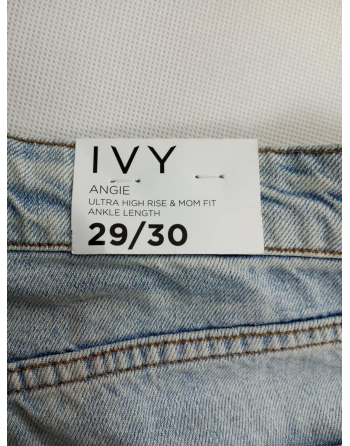 IVY
ANGIE
ULTRA HIGH RISE & MOM FIT
ANKLE LENGTH
29/30